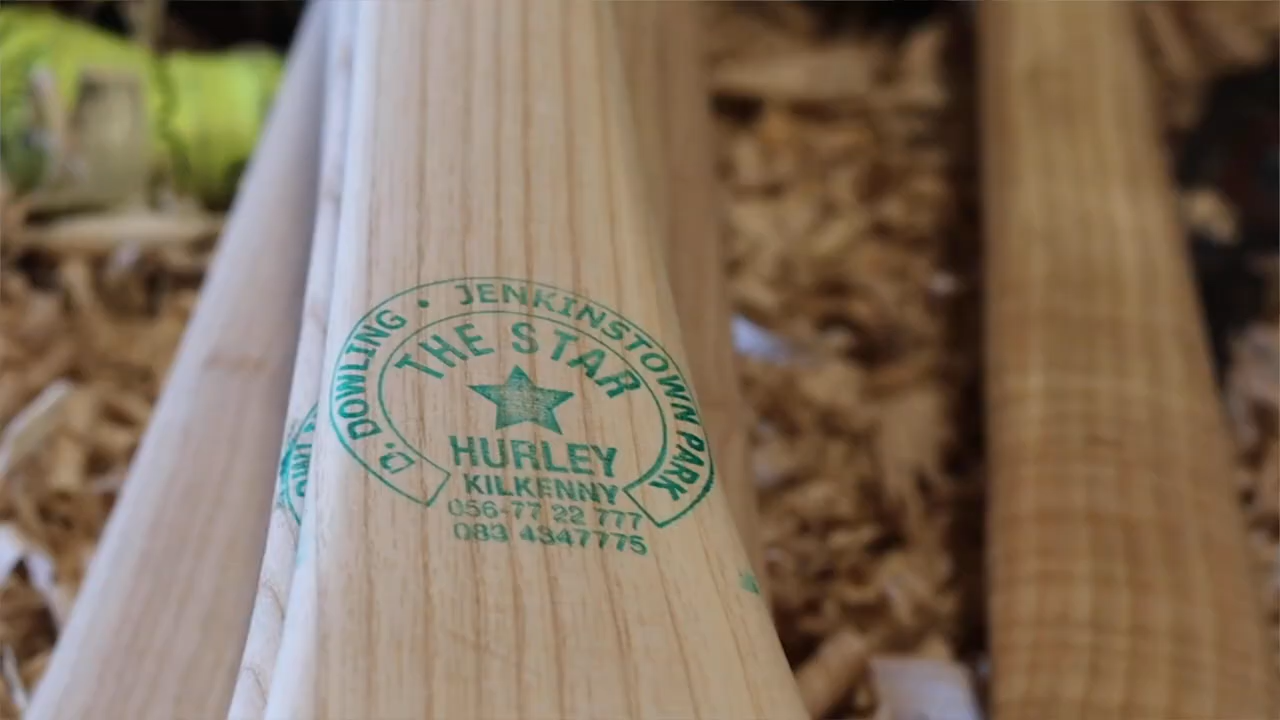 D. DOWLING • JENKINSTOWN PARK
THE STAR
HURLEY
KILKENNY
056-77 22 777
083 4347775